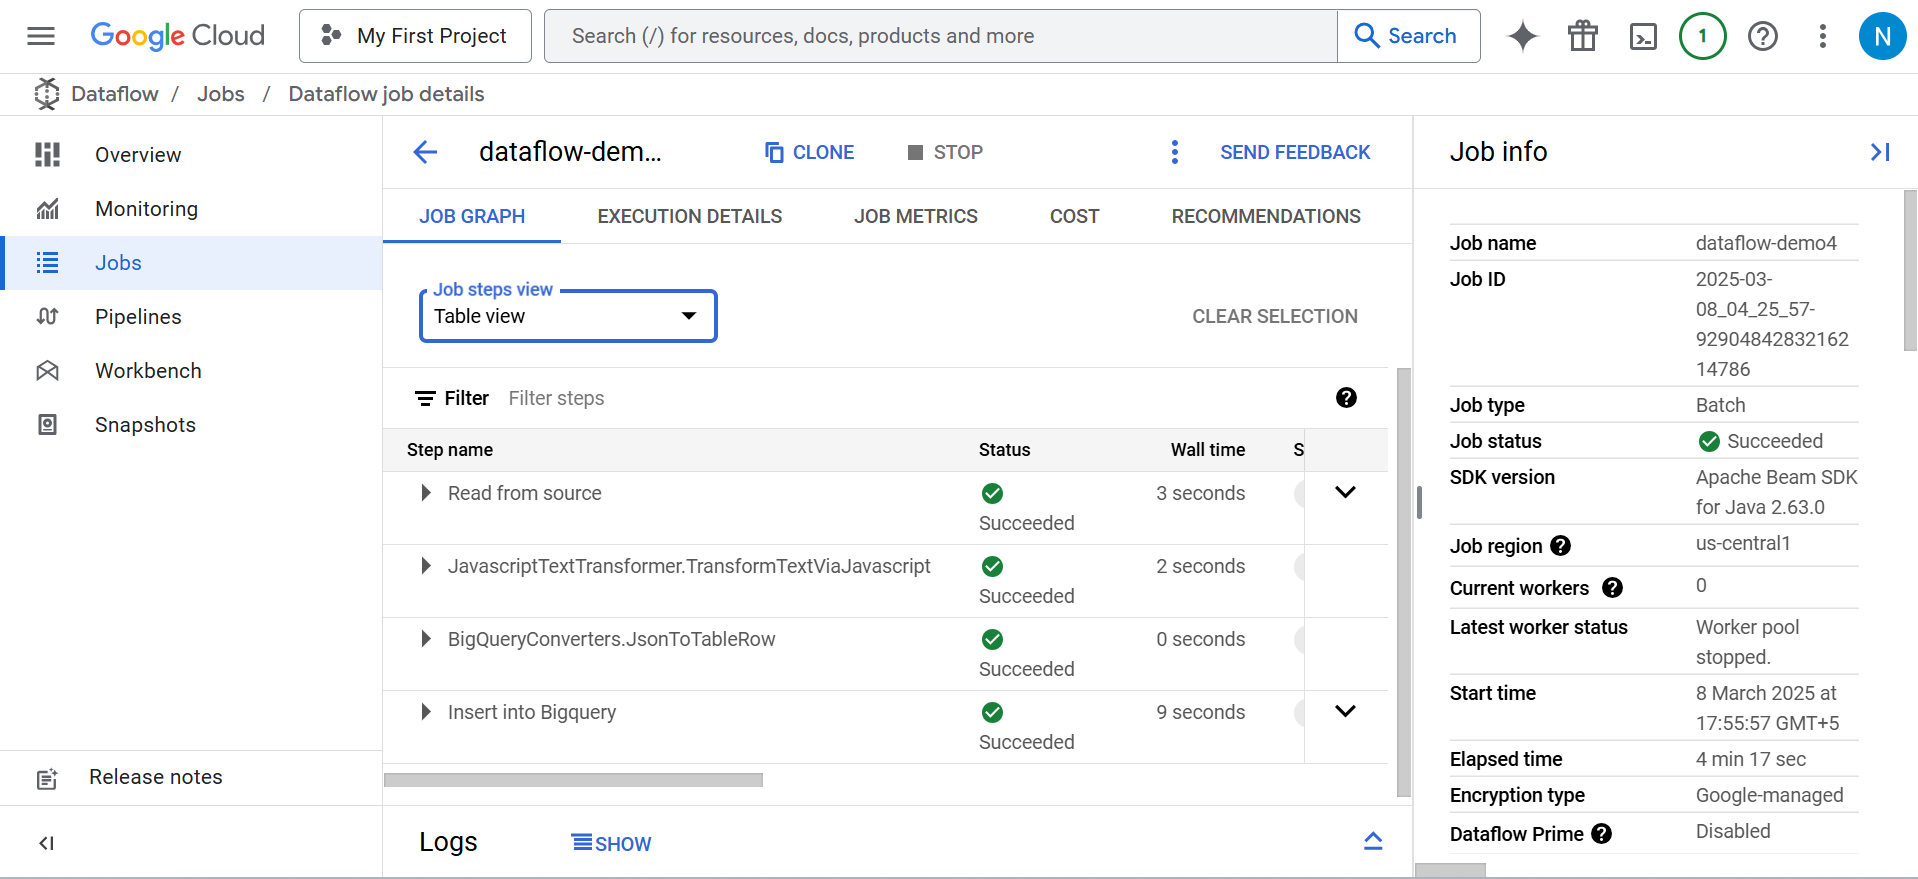 Google Cloud
My First Project
Search (/) for resources, docs, products and more
Search
1
N
Dataflow / Jobs / Dataflow job details
Overview
Monitoring
Jobs
Pipelines
Workbench
Snapshots
Release notes
dataflow-dem...
CLONE
STOP
SEND FEEDBACK
JOB GRAPH
EXECUTION DETAILS
JOB METRICS
COST
RECOMMENDATIONS
Job steps view
Table view
CLEAR SELECTION
Filter Filter steps
Step name Status Wall time S
Read from source Succeeded 3 seconds
JavascriptTextTransformer.TransformTextViaJavascript Succeeded 2 seconds
BigQueryConverters.JsonToTableRow Succeeded 0 seconds
Insert into Bigquery Succeeded 9 seconds
Logs
SHOW
Job info
Job name dataflow-demo4
Job ID 2025-03-
08_04_25_57-
92904842832162
14786
Job type Batch
Job status Succeeded
SDK version Apache Beam SDK
for Java 2.63.0
Job region us-central1
Current workers 0
Latest worker status Worker pool
stopped.
Start time 8 March 2025 at
17:55:57 GMT+5
Elapsed time 4 min 17 sec
Encryption type Google-managed
Dataflow Prime Disabled